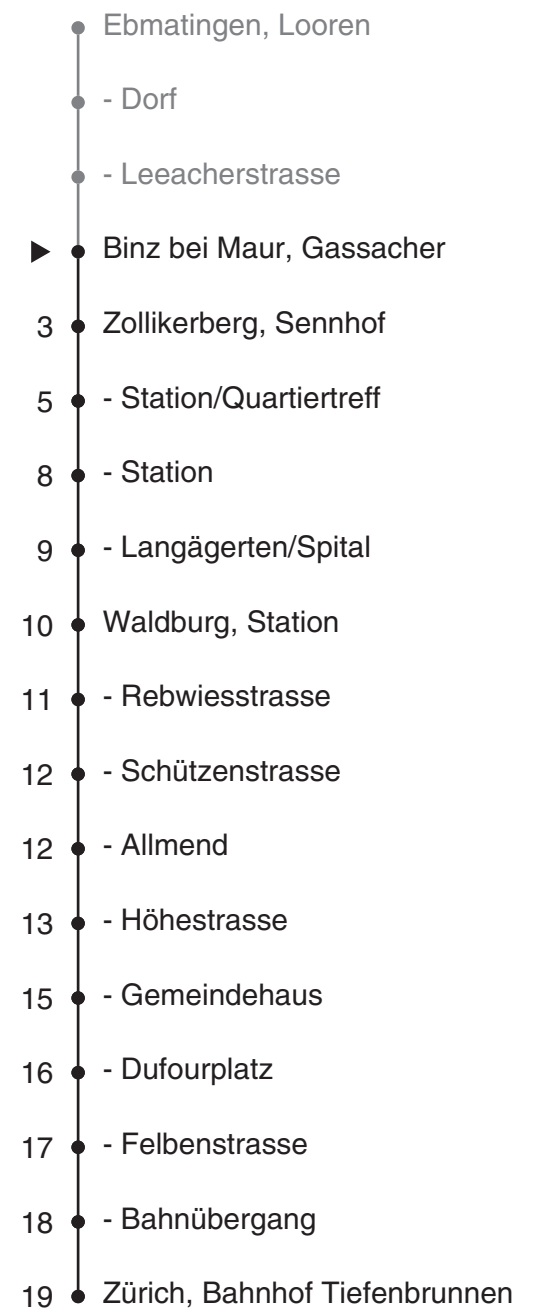 Ebmatingen, Looren
- Dorf
- Leeacherstrasse
Binz bei Maur, Gassacher
3 Zollikerberg, Sennhof
5 - Station/Quartiertreff
8 - Station
9 - Langägerten/Spital
10 Waldburg, Station
11 - Rebwiesstrasse
12 - Schützenstrasse
12 - Allmend
13 - Höhestrasse
15 - Gemeindehaus
16 - Dufourplatz
17 - Felbenstrasse
18 - Bahnübergang
19 Zürich, Bahnhof Tiefenbrunnen